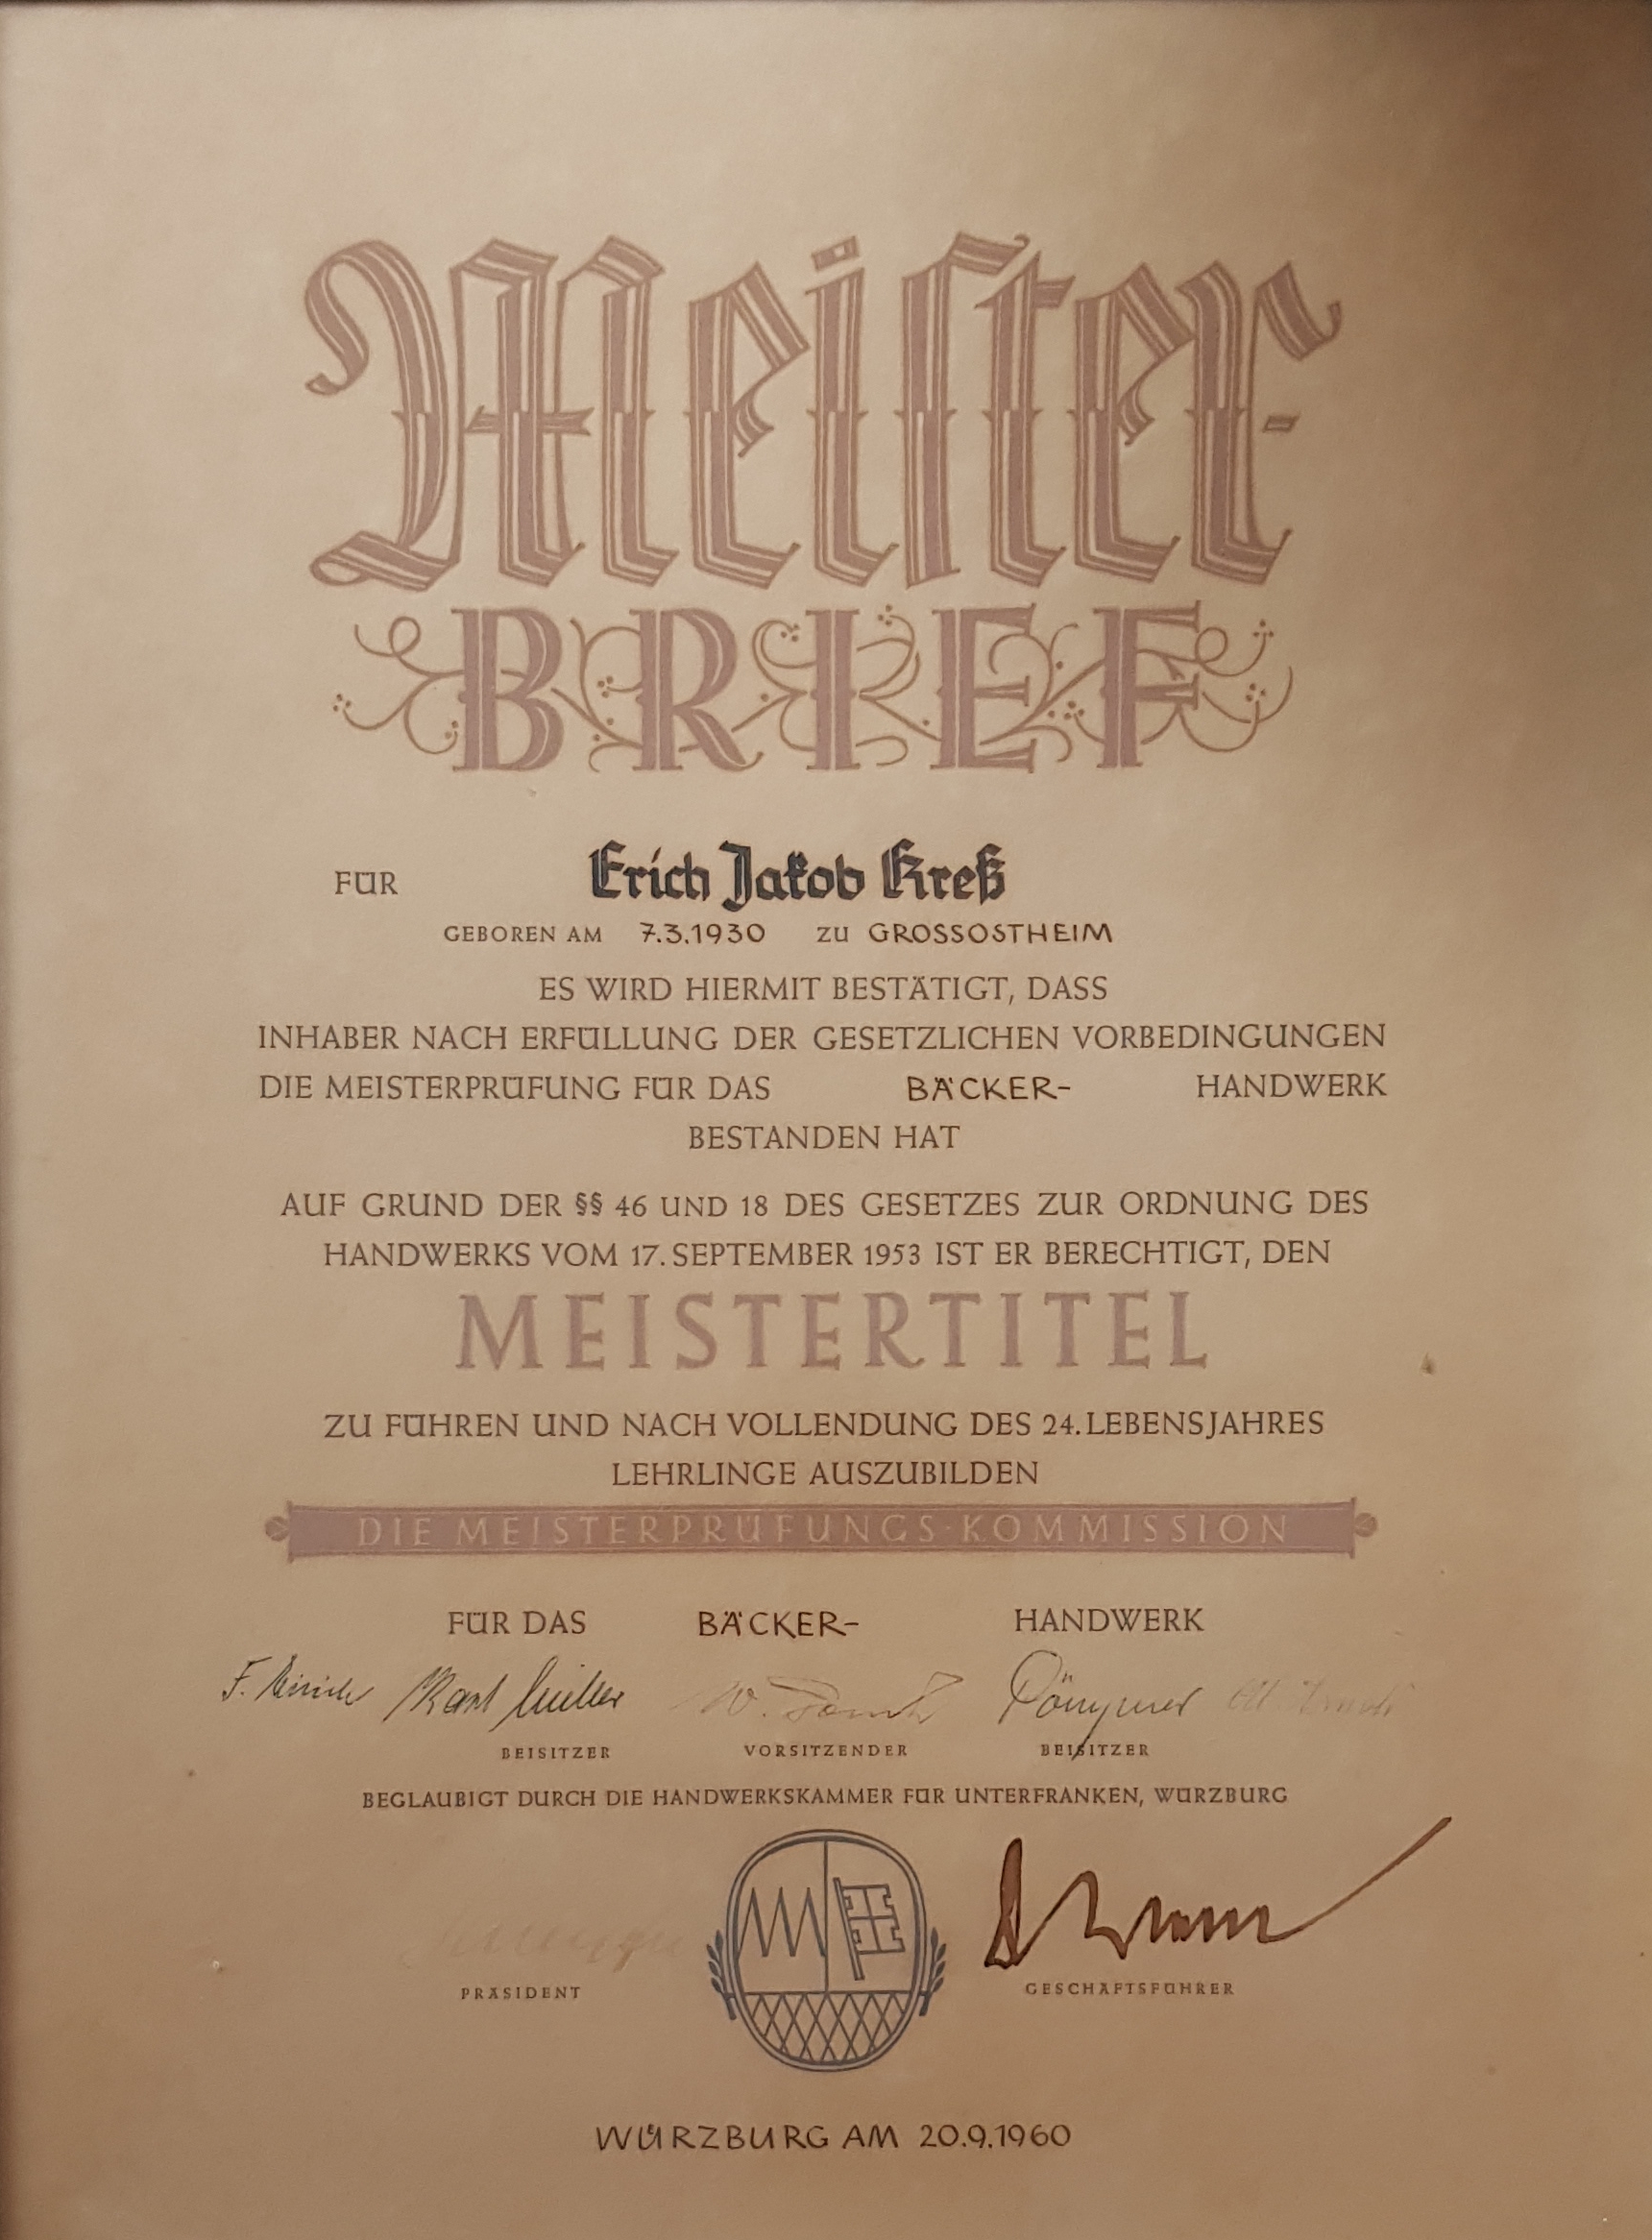 Meister-
BRIEF
FÜR Erich Jakob Kreß
GEBOREN AM 7.3.1930 ZU GROSSOSTHEIM
ES WIRD HIERMIT BESTÄTIGT, DASS
INHABER NACH ERFÜLLUNG DER GESETZLICHEN VORBEDINGUNGEN
DIE MEISTERPRÜFUNG FÜR DAS BÄCKER- HANDWERK
BESTANDEN HAT
AUF GRUND DER §§ 46 UND 18 DES GESETZES ZUR ORDNUNG DES
HANDWERKS VOM 17. SEPTEMBER 1953 IST ER BERECHTIGT, DEN
MEISTERTITEL
ZU FÜHREN UND NACH VOLLENDUNG DES 24. LEBENSJAHRES
LEHRLINGE AUSZUBILDEN
DIE MEISTERPRÜFUNGS-KOMMISSION
FÜR DAS BÄCKER- HANDWERK
F. Karl W.
BEISITZER VORSITZENDER BEISITZER
BEGLAUBIGT DURCH DIE HANDWERKSKAMMER FÜR UNTERFRANKEN, WÜRZBURG
PRÄSIDENT GESCHÄFTSFÜHRER
WÜRZBURG AM 20.9.1960